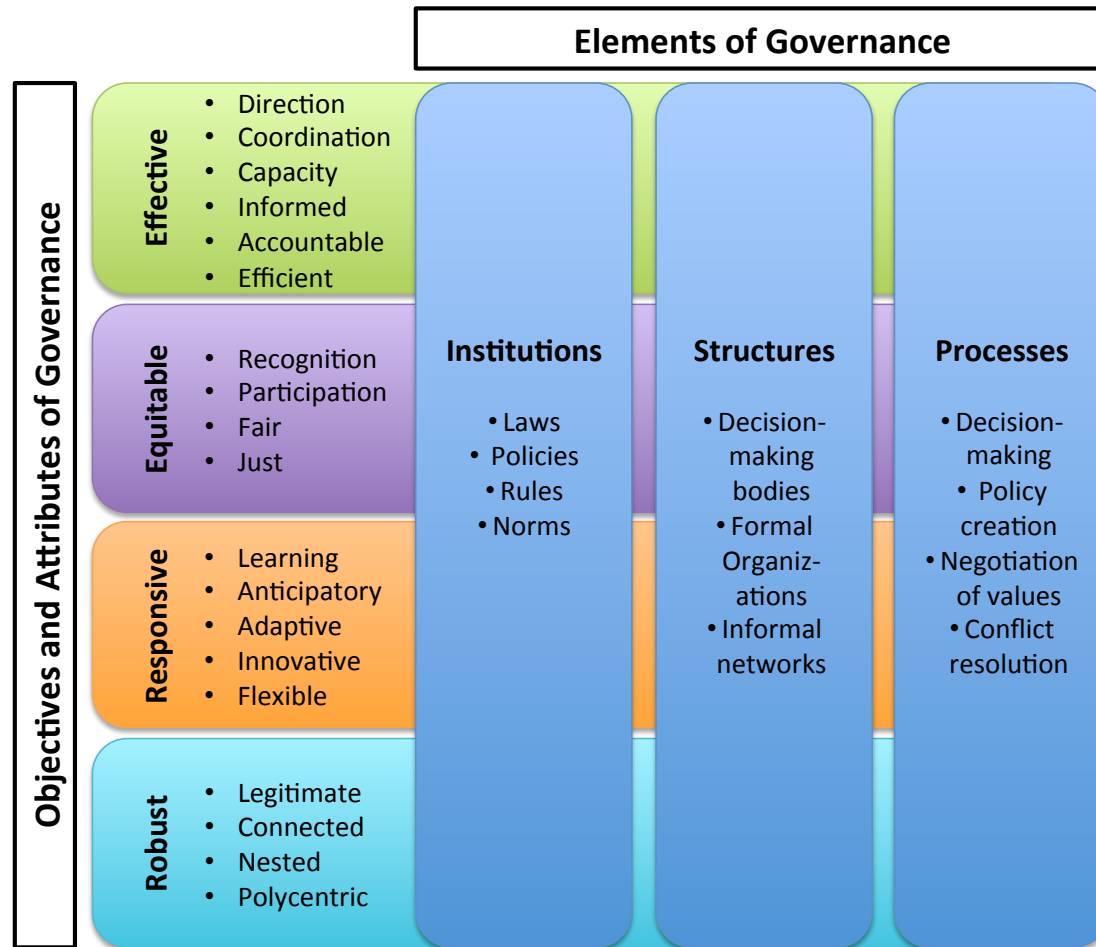 Elements of Governance
Objectives and Attributes of Governance
Effective
• Direction
• Coordination
• Capacity
• Informed
• Accountable
• Efficient
Equitable
• Recognition
• Participation
• Fair
• Just
Responsive
• Learning
• Anticipatory
• Adaptive
• Innovative
• Flexible
Robust
• Legitimate
• Connected
• Nested
• Polycentric
Institutions
• Laws
• Policies
• Rules
• Norms
Structures
• Decision-
making
bodies
• Formal
Organiz-
ations
• Informal
networks
Processes
• Decision-
making
• Policy
creation
• Negotiation
of values
• Conflict
resolution